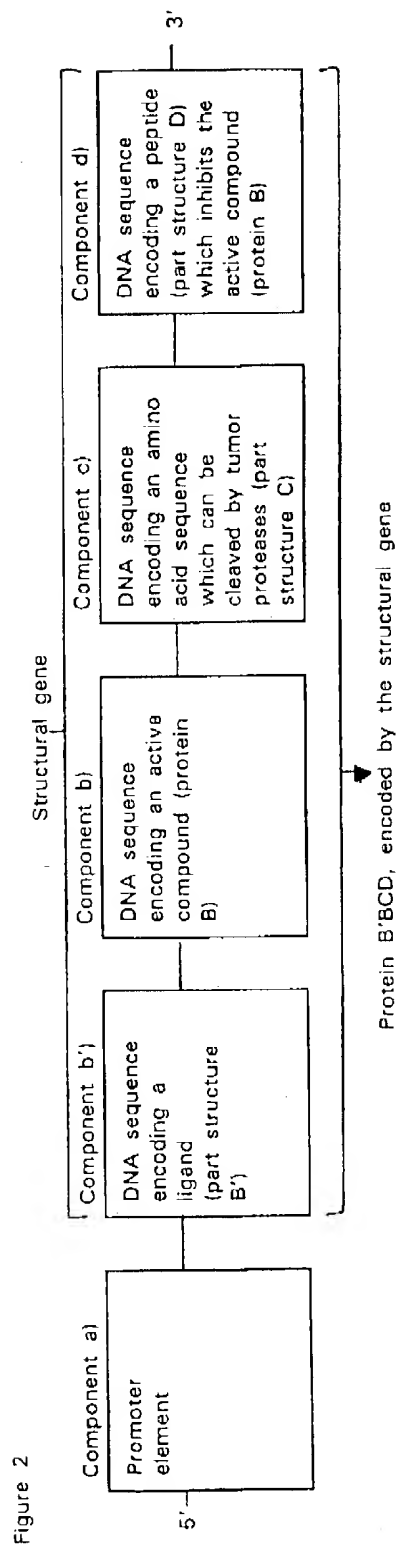 Figure 2
Structural gene
Component a)
Promoter
element
Component b')
DNA sequence
encoding a
ligand
(part structure
B')
Component b)
DNA sequence
encoding an active
compound (protein
B)
Component c)
DNA sequence
encoding an amino
acid sequence
which can be
cleaved by tumor
proteases (part
structure C)
Component d)
DNA sequence
encoding a peptide
(part structure D)
which inhibits the
active compound
(protein B)
5'
3'
Protein B'BCD, encoded by the structural gene